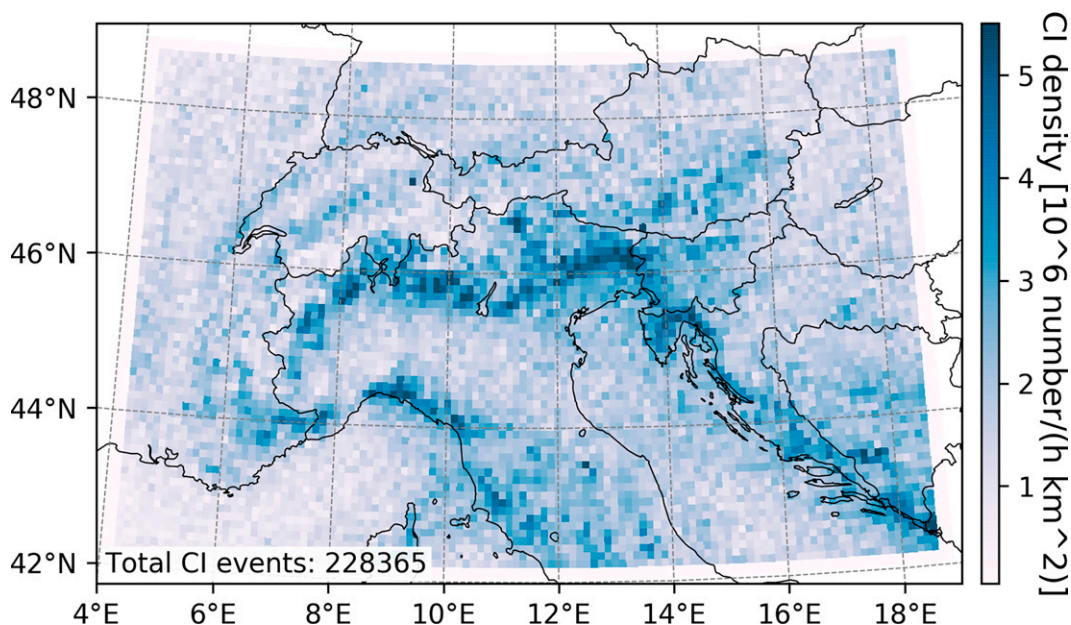 48°N
46°N
44°N
42°N
4°E 6°E 8°E 10°E 12°E 14°E 16°E 18°E
Total CI events: 228365
5
4
3
2
1
CI density [10^6 number/(h km^2)]